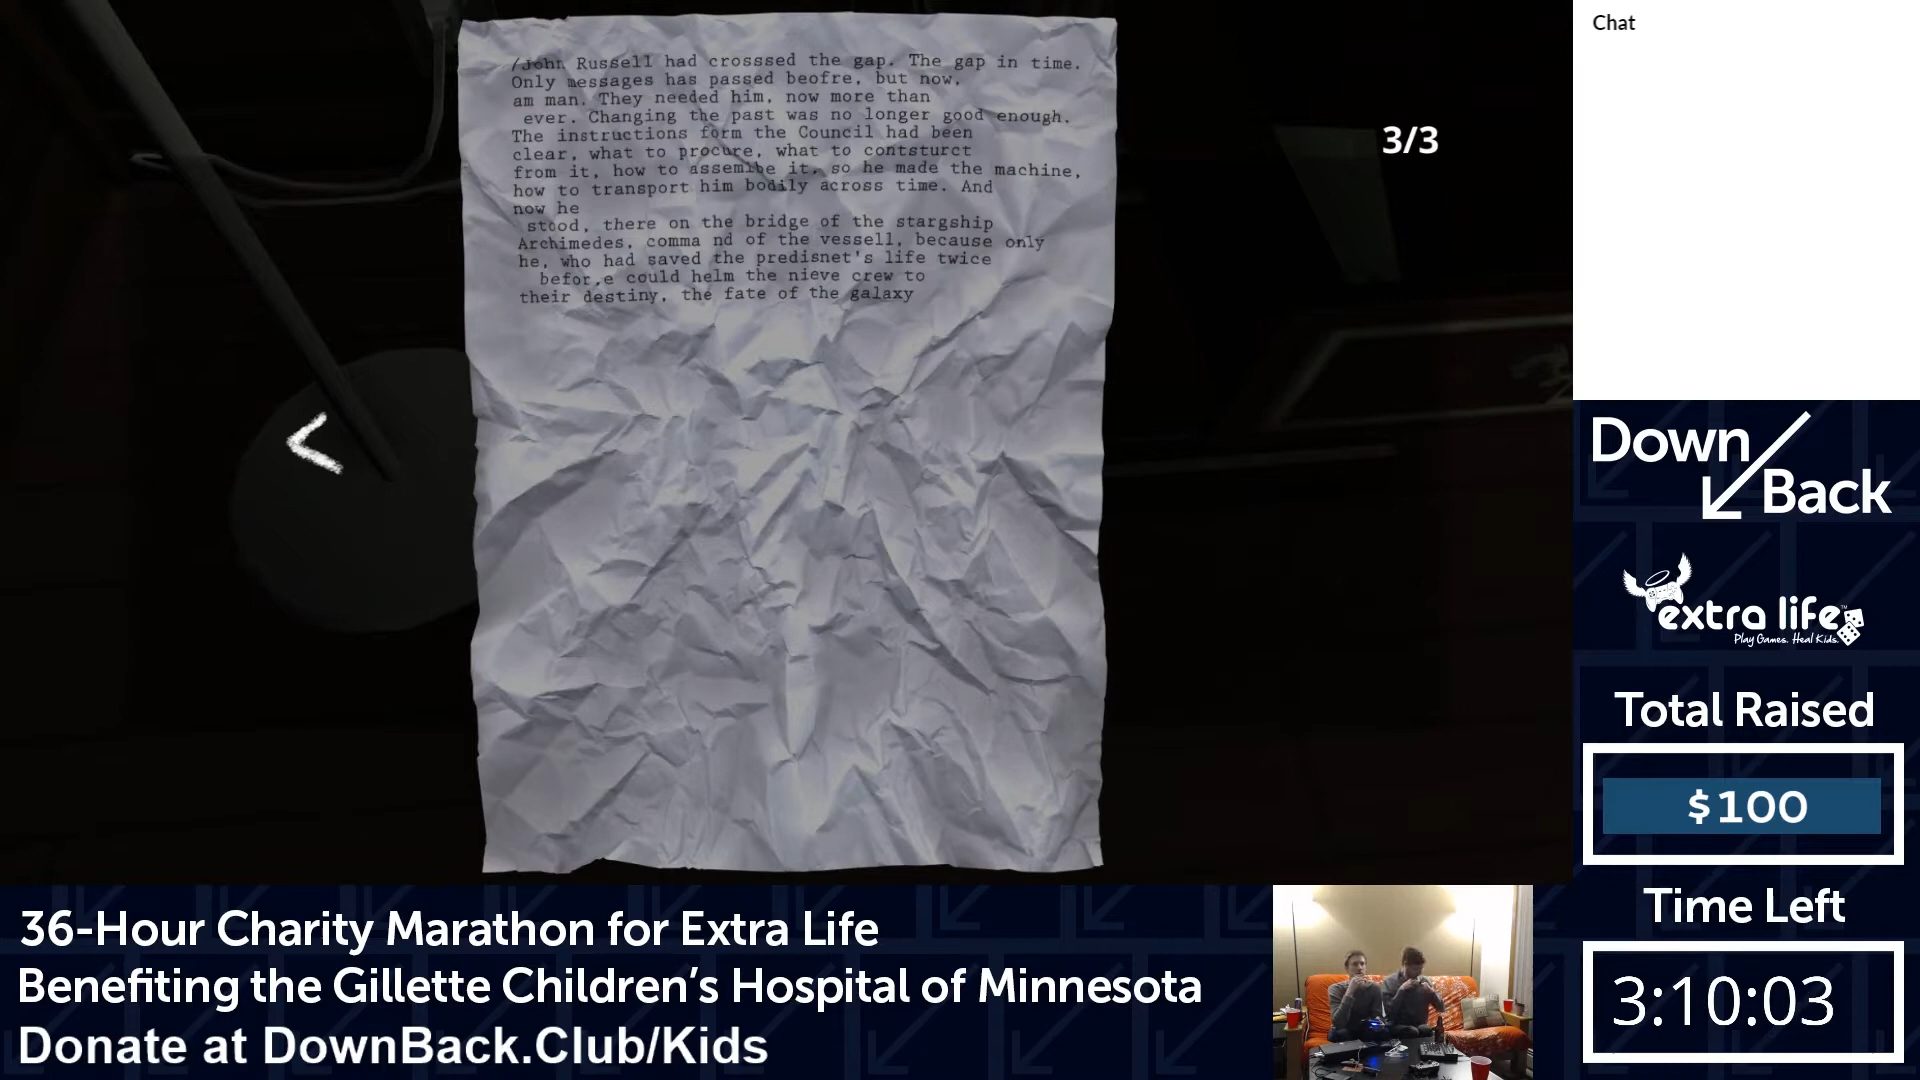 /John Russell had crosssed the gap. The gap in time.
Only messages has passed beofre, but now,
am man. They needed him, now more than
ever. Changing the past was no longer good enough.
The instructions form the Council had been
clear, what to procure, what to contsturct
from it, how to assemlbe it, so he made the machine,
how to transport him bodily across time. And
now he
stood, there on the bridge of the stargship
Archimedes, comma nd of the vessell, because only
he, who had saved the predisnet's life twice
befor,e could helm the nieve crew to
their destiny, the fate of the galaxy
3/3
<
Chat
Down
Back
extra life
Play Games. Heal Kids.
Total Raised
$100
Time Left
3:10:03
36-Hour Charity Marathon for Extra Life
Benefiting the Gillette Children's Hospital of Minnesota
Donate at DownBack.Club/Kids